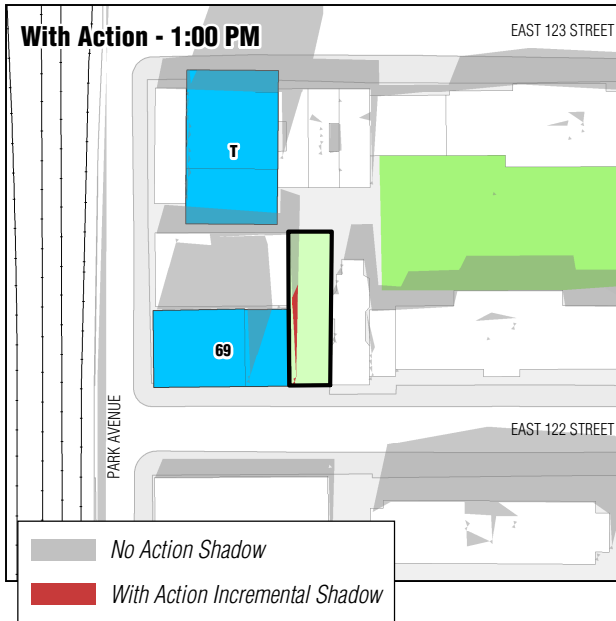 With Action - 1:00 PM
EAST 123 STREET
T
69
PARK AVENUE
EAST 122 STREET
No Action Shadow
With Action Incremental Shadow